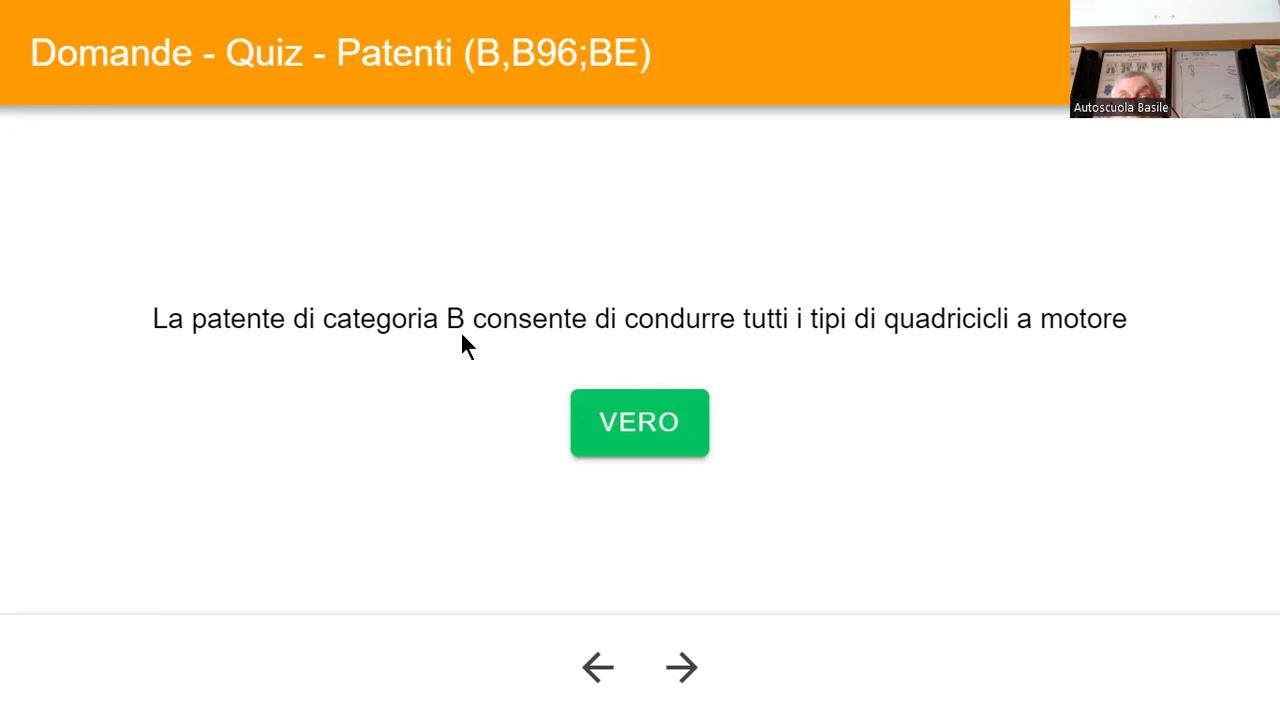 Domande - Quiz - Patenti (B,B96;BE)
Autoscuola Basile
La patente di categoria B consente di condurre tutti i tipi di quadricicli a motore
VERO